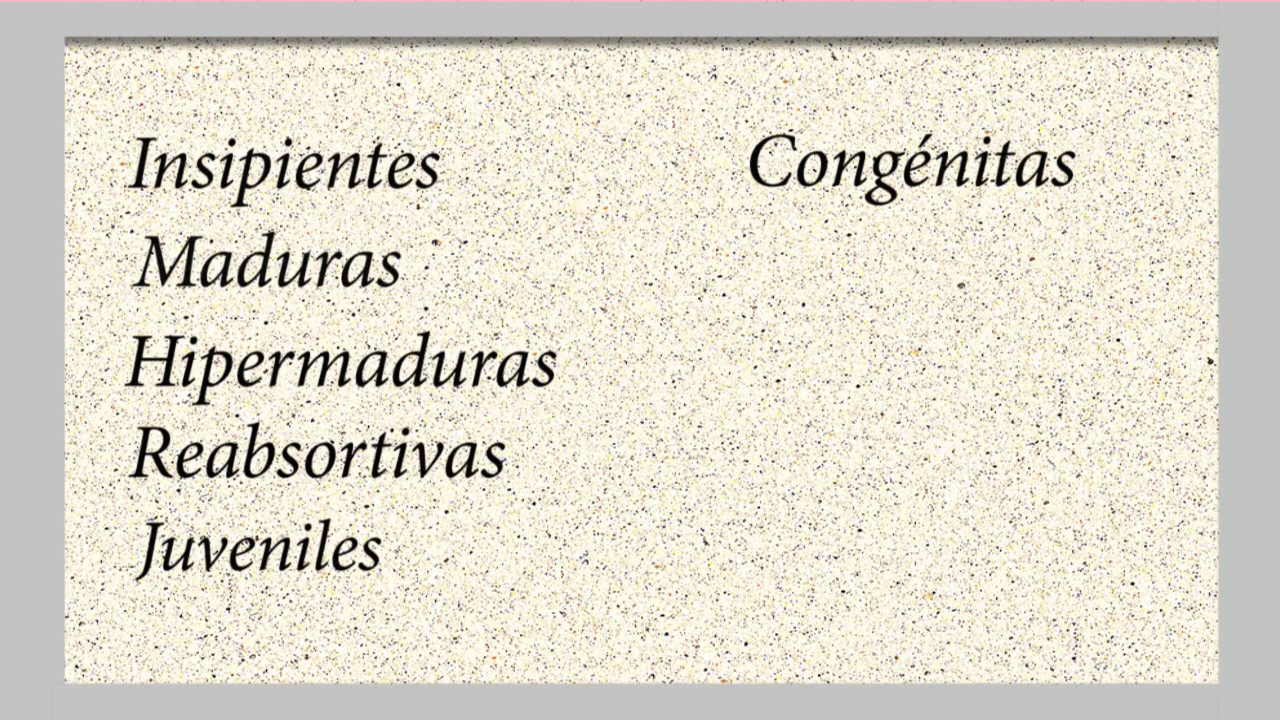 Insipientes
Congénitas
Maduras
Hipermaduras
Reabsortivas
Juveniles